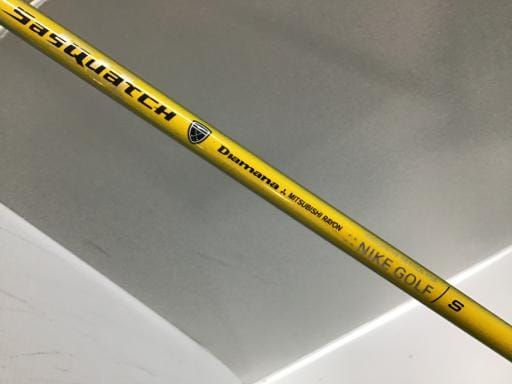 SasQuatcH Diamana MITSUBISHI RAYON NIKE GOLF S